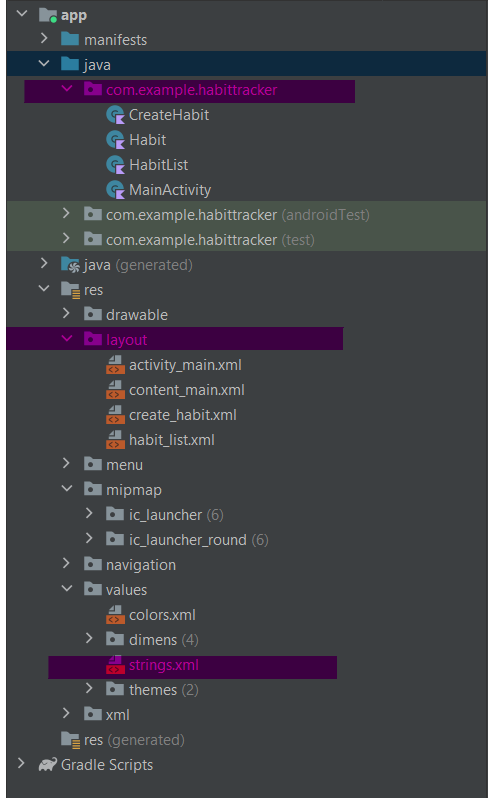 app
manifests
java
com.example.habittracker
CreateHabit
Habit
HabitList
MainActivity
com.example.habittracker (androidTest)
com.example.habittracker (test)
java (generated)
res
drawable
layout
activity_main.xml
content_main.xml
create_habit.xml
habit_list.xml
menu
mipmap
ic_launcher (6)
ic_launcher_round (6)
navigation
values
colors.xml
dimens (4)
strings.xml
themes (2)
xml
res (generated)
Gradle Scripts